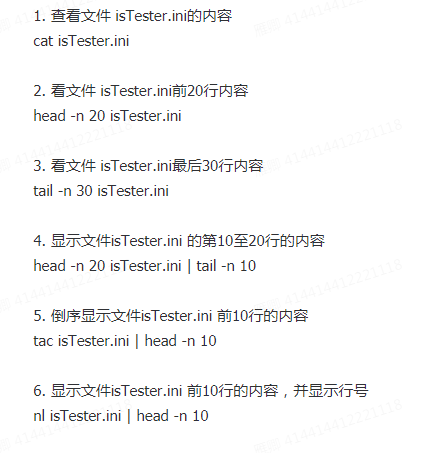 1. 查看文件 isTester.ini的内容
cat isTester.ini
2. 看文件 isTester.ini前20行内容
head -n 20 isTester.ini
3. 看文件 isTester.ini最后30行内容
tail -n 30 isTester.ini
4. 显示文件isTester.ini 的第10至20行的内容
head -n 20 isTester.ini | tail -n 10
5. 倒序显示文件isTester.ini 前10行的内容
tac isTester.ini | head -n 10
6. 显示文件isTester.ini 前10行的内容，并显示行号
nl isTester.ini | head -n 10